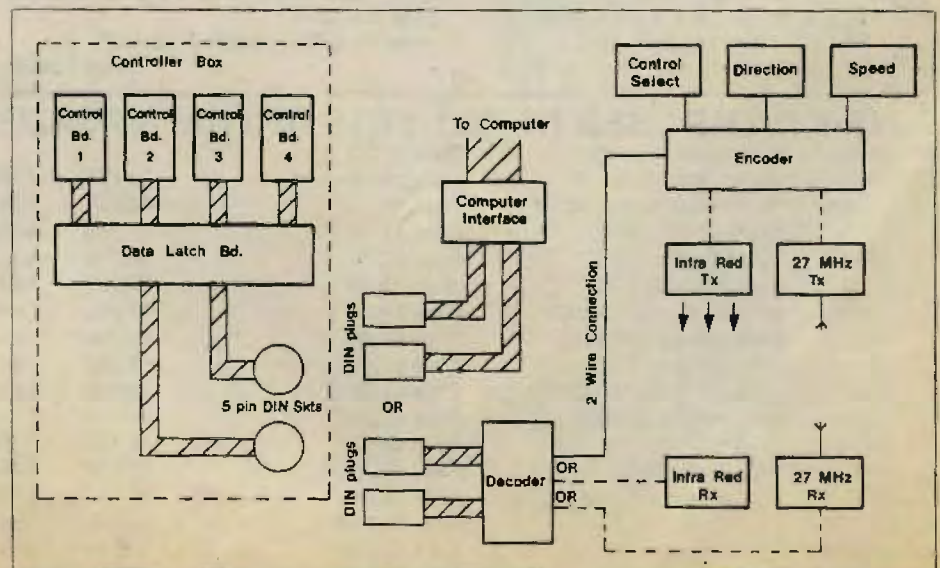 Controller Box
Control
Bd.
1
Control
Bd.
2
Control
Bd.
3
Control
Bd.
4
Data Latch Bd.
5 pin DIN Skts
To Computer
Computer
Interface
DIN plugs
OR
DIN plugs
Decoder
OR
OR
2 Wire Connection
Control
Select
Direction
Speed
Encoder
Infra Red
Tx
27 MHz
Tx
Infra Red
Rx
27 MHz
Rx